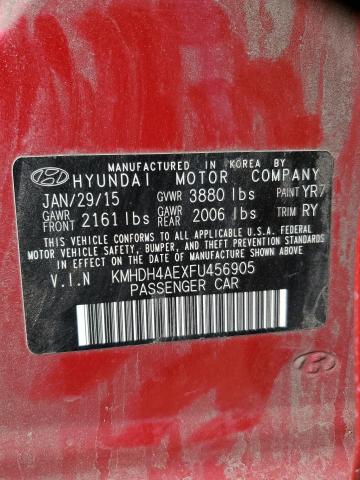 MANUFACTURED IN KOREA BY
HYUNDAI MOTOR COMPANY
JAN/29/15 GVWR 3880 lbs PAINT YR7
GAWR FRONT 2161 lbs GAWR REAR 2006 lbs TRIM RY
THIS VEHICLE CONFORMS TO ALL APPLICABLE U.S.A. FEDERAL
MOTOR VEHICLE SAFETY, BUMPER, AND THEFT PREVENTION
STANDARDS IN EFFECT ON THE DATE OF MANUFACTURE
SHOWN ABOVE.
V.I.N KMHDH4AEXFU456905
PASSENGER CAR